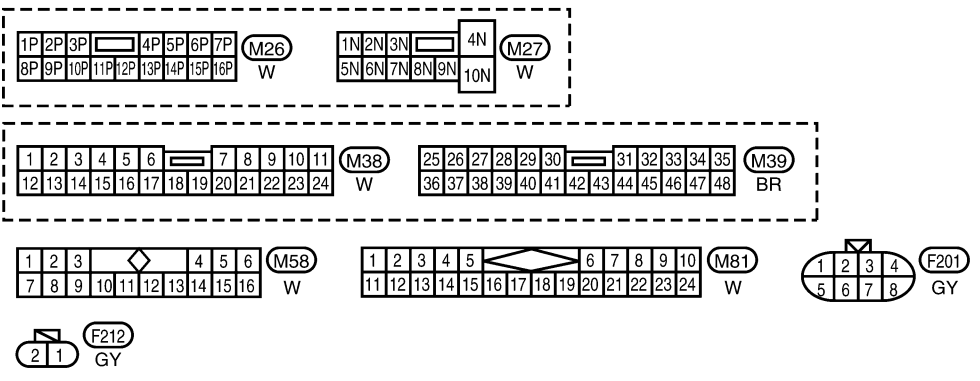 1P 2P 3P 4P 5P 6P 7P
8P 9P 10P 11P 12P 13P 14P 15P 16P
M26
W
1N 2N 3N 4N
5N 6N 7N 8N 9N 10N
M27
W
1 2 3 4 5 6 7 8 9 10 11
12 13 14 15 16 17 18 19 20 21 22 23 24
M38
W
25 26 27 28 29 30 31 32 33 34 35
36 37 38 39 40 41 42 43 44 45 46 47 48
M39
BR
1 2 3 4 5 6
7 8 9 10 11 12 13 14 15 16
M58
W
1 2 3 4 5 6 7 8 9 10
11 12 13 14 15 16 17 18 19 20 21 22 23 24
M81
W
1 2 3 4
5 6 7 8
F201
GY
2 1
F212
GY